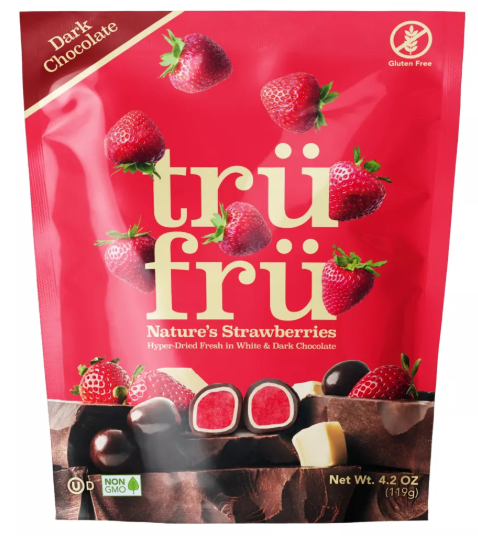 Dark
Chocolate
Gluten Free
trü
frü
Nature's Strawberries
Hyper-Dried Fresh in White & Dark Chocolate
U D
NON
GMO
Net Wt. 4.2 OZ
(119g)